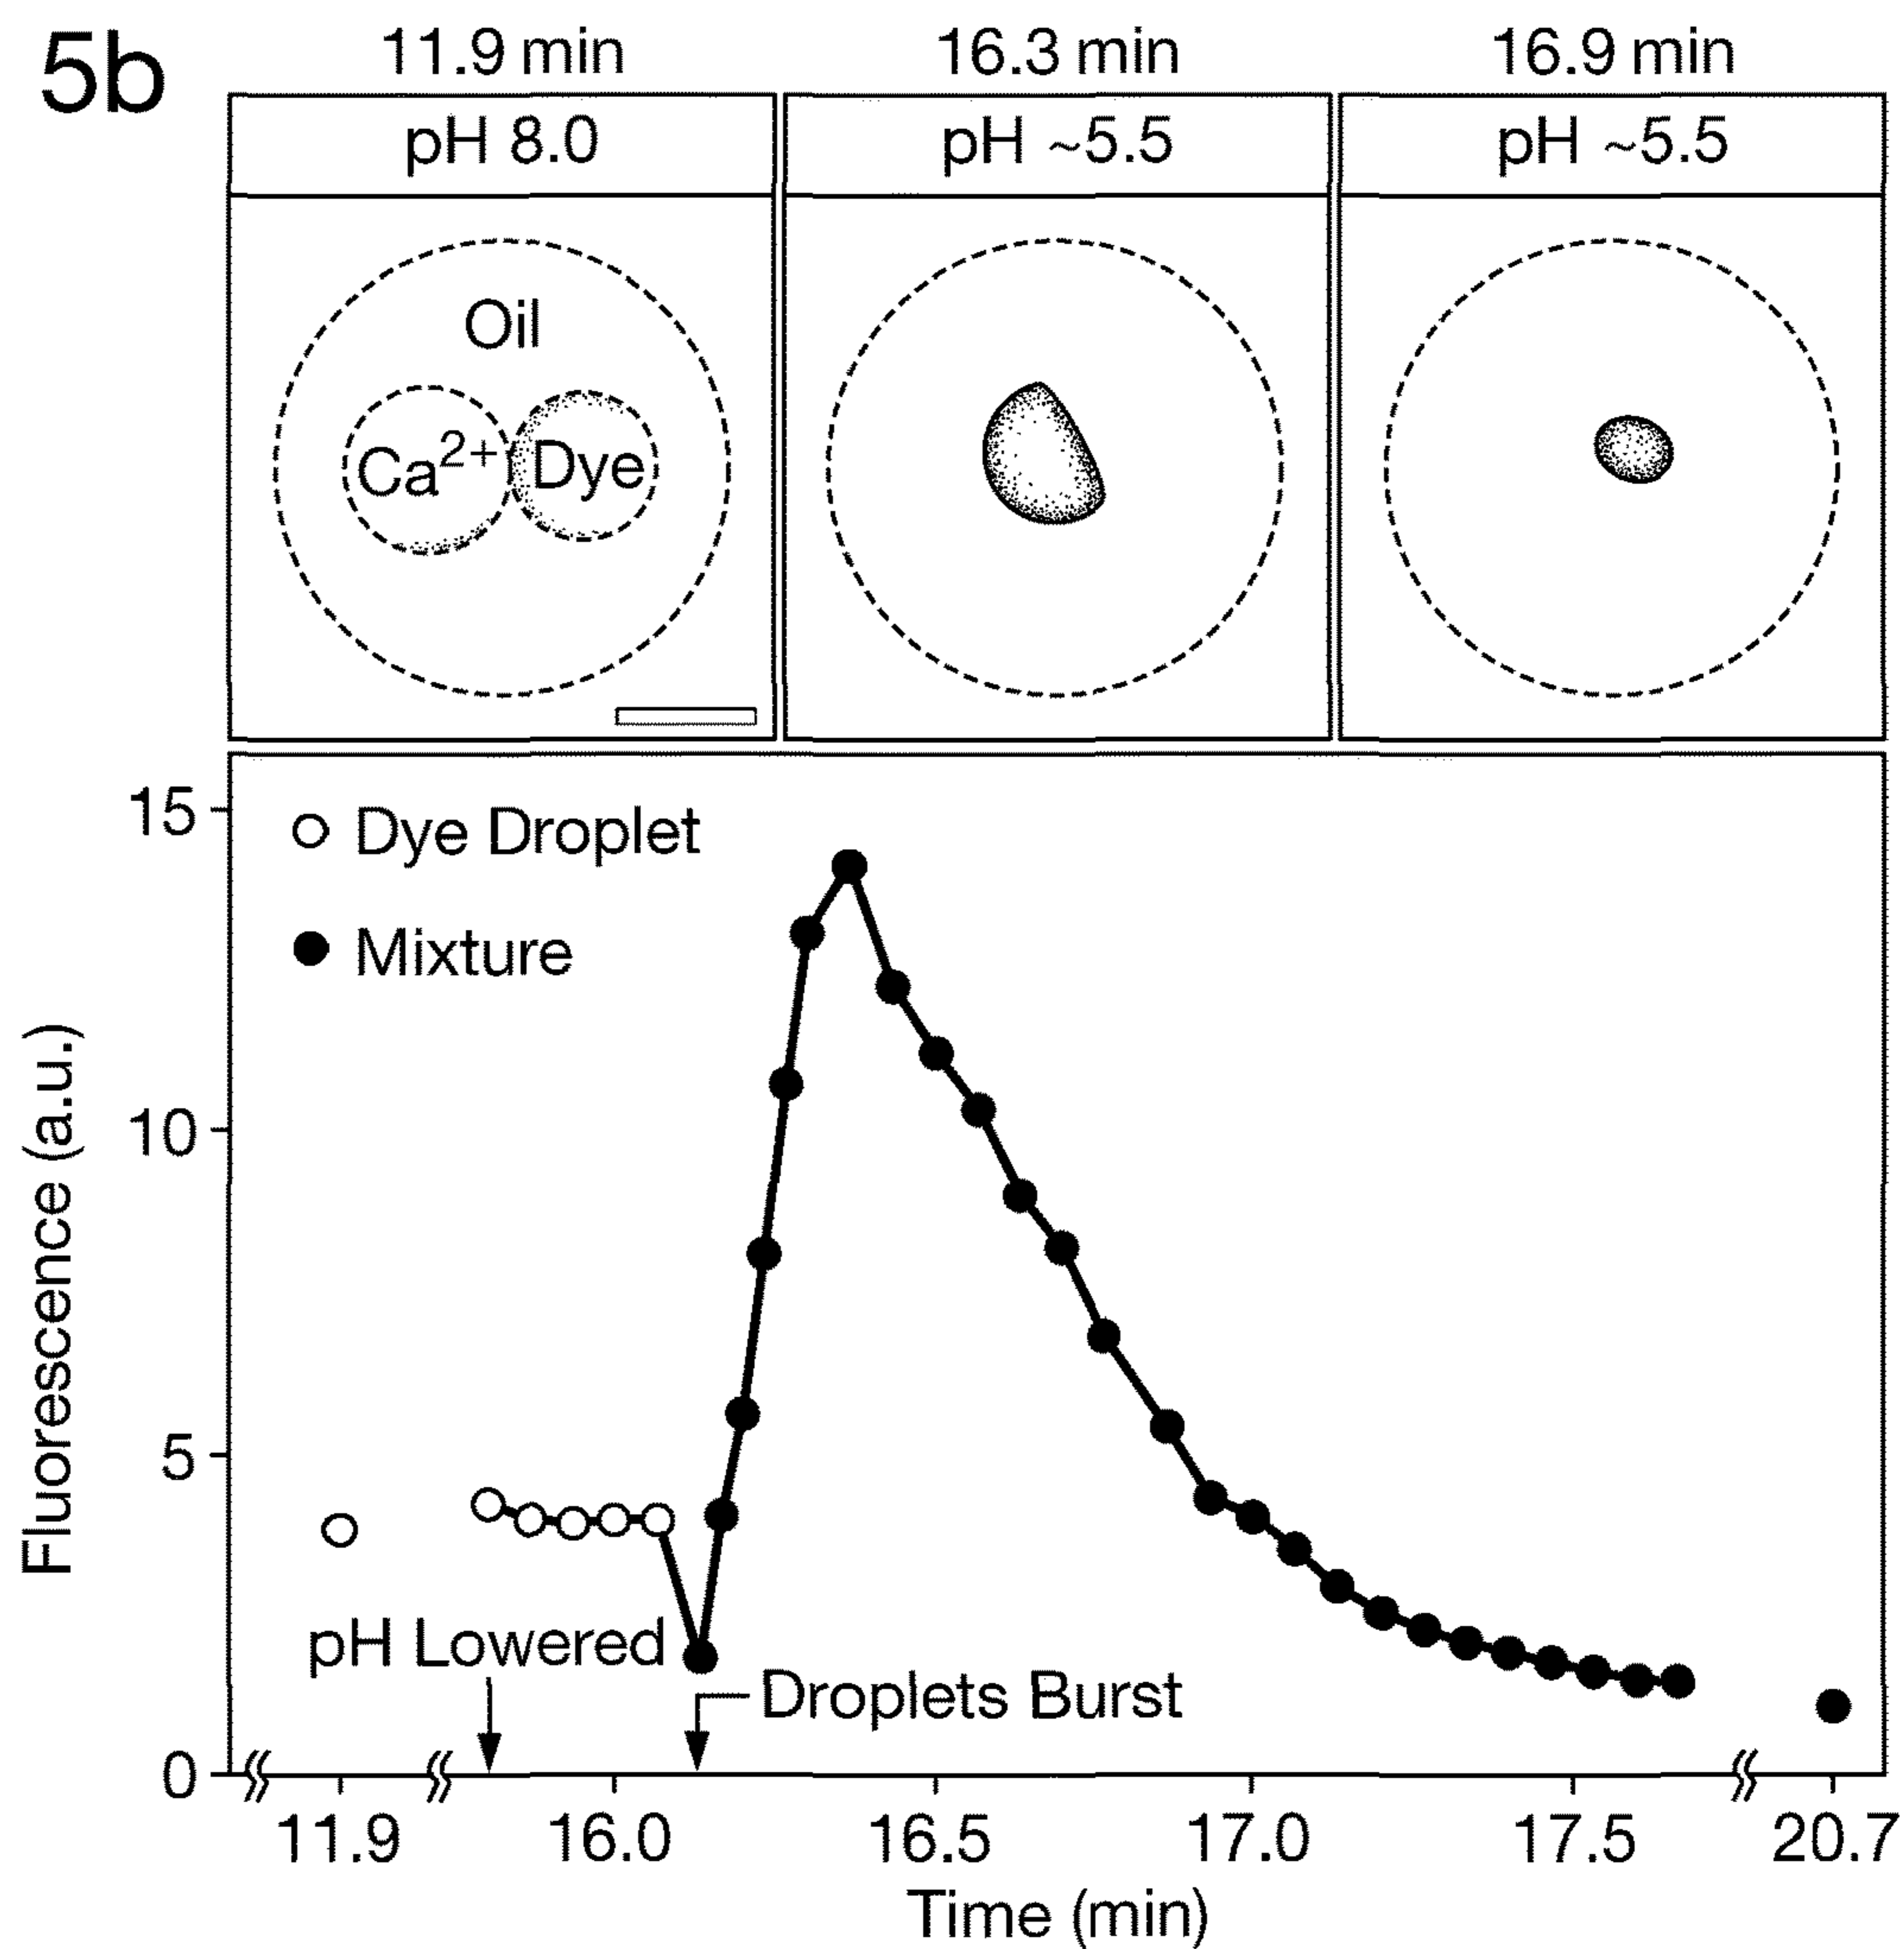 5b
11.9 min
16.3 min
16.9 min
pH 8.0
pH ~5.5
pH ~5.5
Oil
Ca2+
Dye
15
10
5
0
Dye Droplet
Mixture
Fluorescence (a.u.)
pH Lowered
Droplets Burst
11.9
16.0
16.5
17.0
17.5
20.7
Time (min)